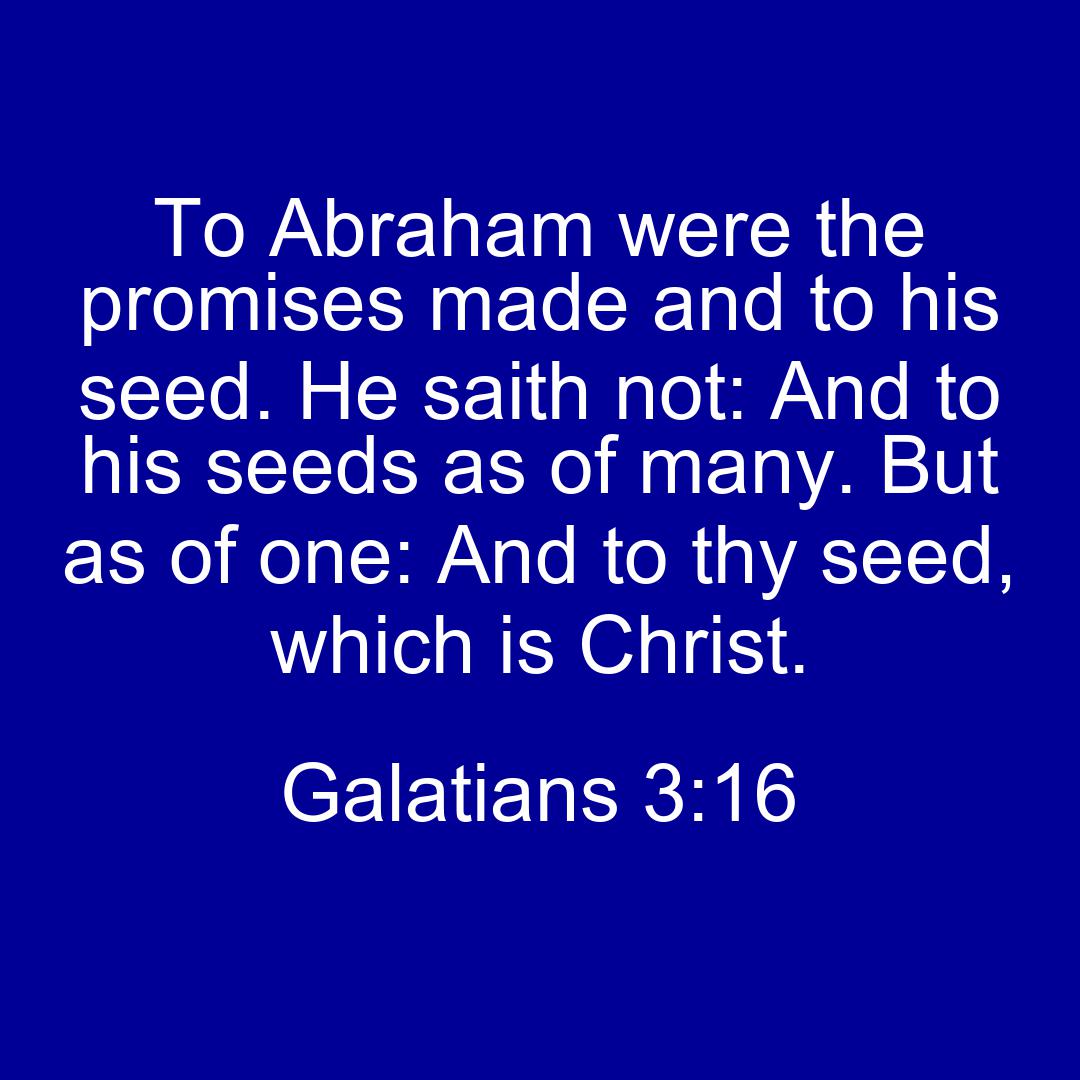 To Abraham were the
promises made and to his
seed. He saith not: And to
his seeds as of many. But
as of one: And to thy seed,
which is Christ.
Galatians 3:16